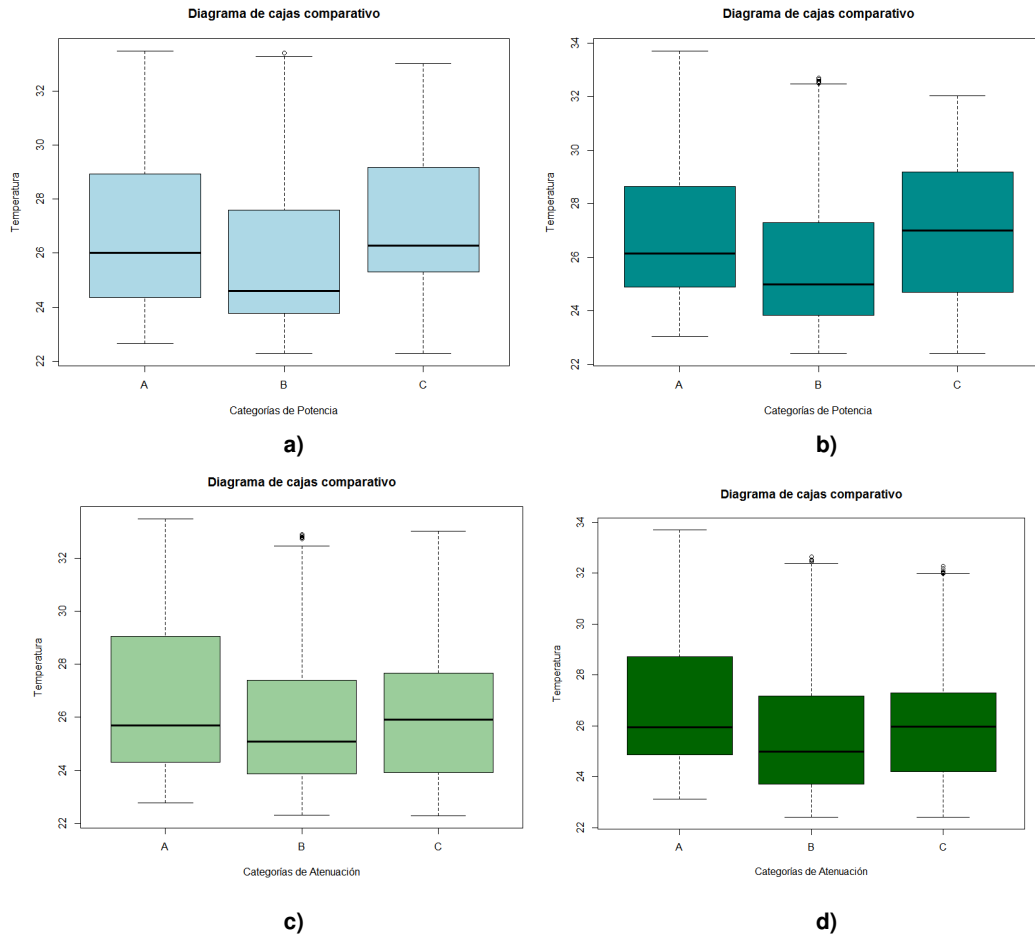 Diagrama de cajas comparativo
Temperatura
32
30
28
26
24
22
A B C
Categorías de Potencia
a)
Diagrama de cajas comparativo
Temperatura
34
32
30
28
26
24
22
A B C
Categorías de Potencia
b)
Diagrama de cajas comparativo
Temperatura
32
30
28
26
24
22
A B C
Categorías de Atenuación
c)
Diagrama de cajas comparativo
Temperatura
34
32
30
28
26
24
22
A B C
Categorías de Atenuación
d)